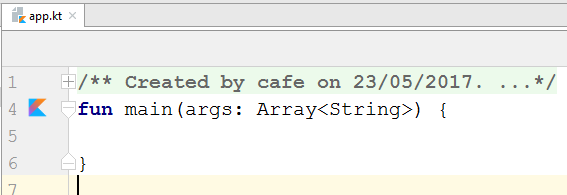 app.kt
1 /** Created by cafe on 23/05/2017. ...*/
4 fun main(args: Array<String>) {
5
6 }
7